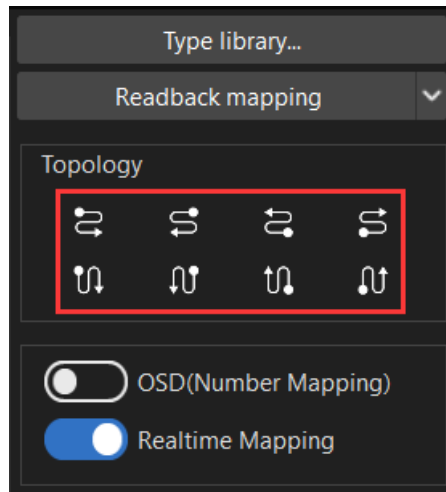 Type library...
Readback mapping
Topology
OSD(Number Mapping)
Realtime Mapping